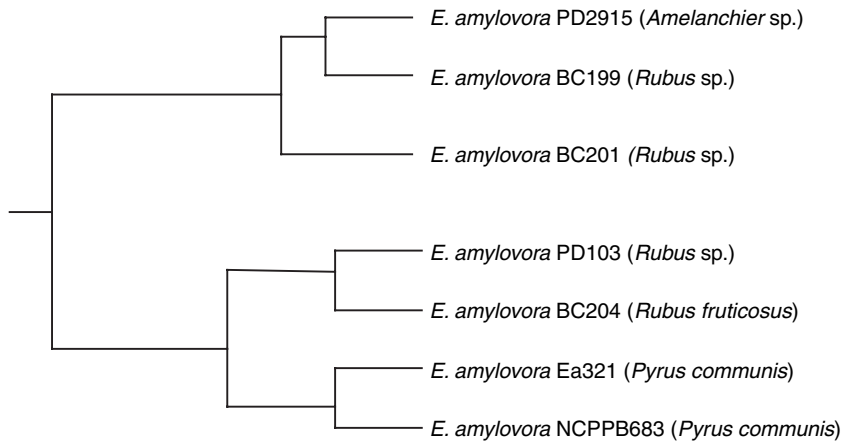 E. amylovora PD2915 (Amelanchier sp.)
E. amylovora BC199 (Rubus sp.)
E. amylovora BC201 (Rubus sp.)
E. amylovora PD103 (Rubus sp.)
E. amylovora BC204 (Rubus fruticosus)
E. amylovora Ea321 (Pyrus communis)
E. amylovora NCPPB683 (Pyrus communis)